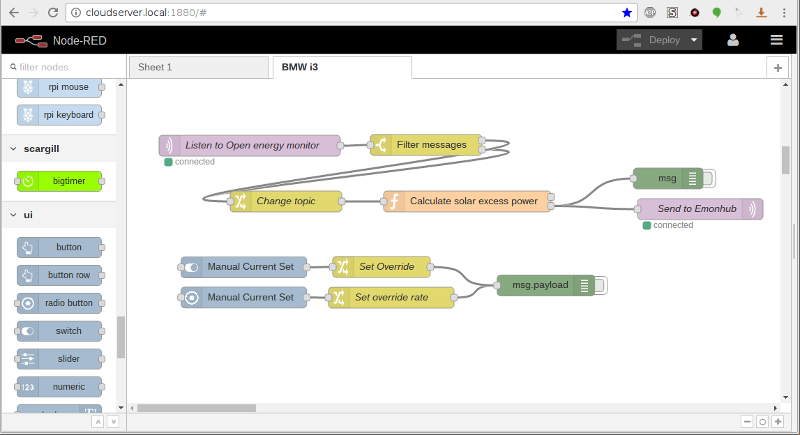 cloudserver.local:1880/#
Node-RED
Deploy
filter nodes
Sheet 1
BMW i3
rpi mouse
rpi keyboard
scargill
bigtimer
ui
button
button row
radio button
switch
slider
123 numeric
Listen to Open energy monitor
connected
Filter messages
Change topic
Calculate solar excess power
msg
Send to Emonhub
connected
Manual Current Set
Set Override
Manual Current Set
Set override rate
msg.payload